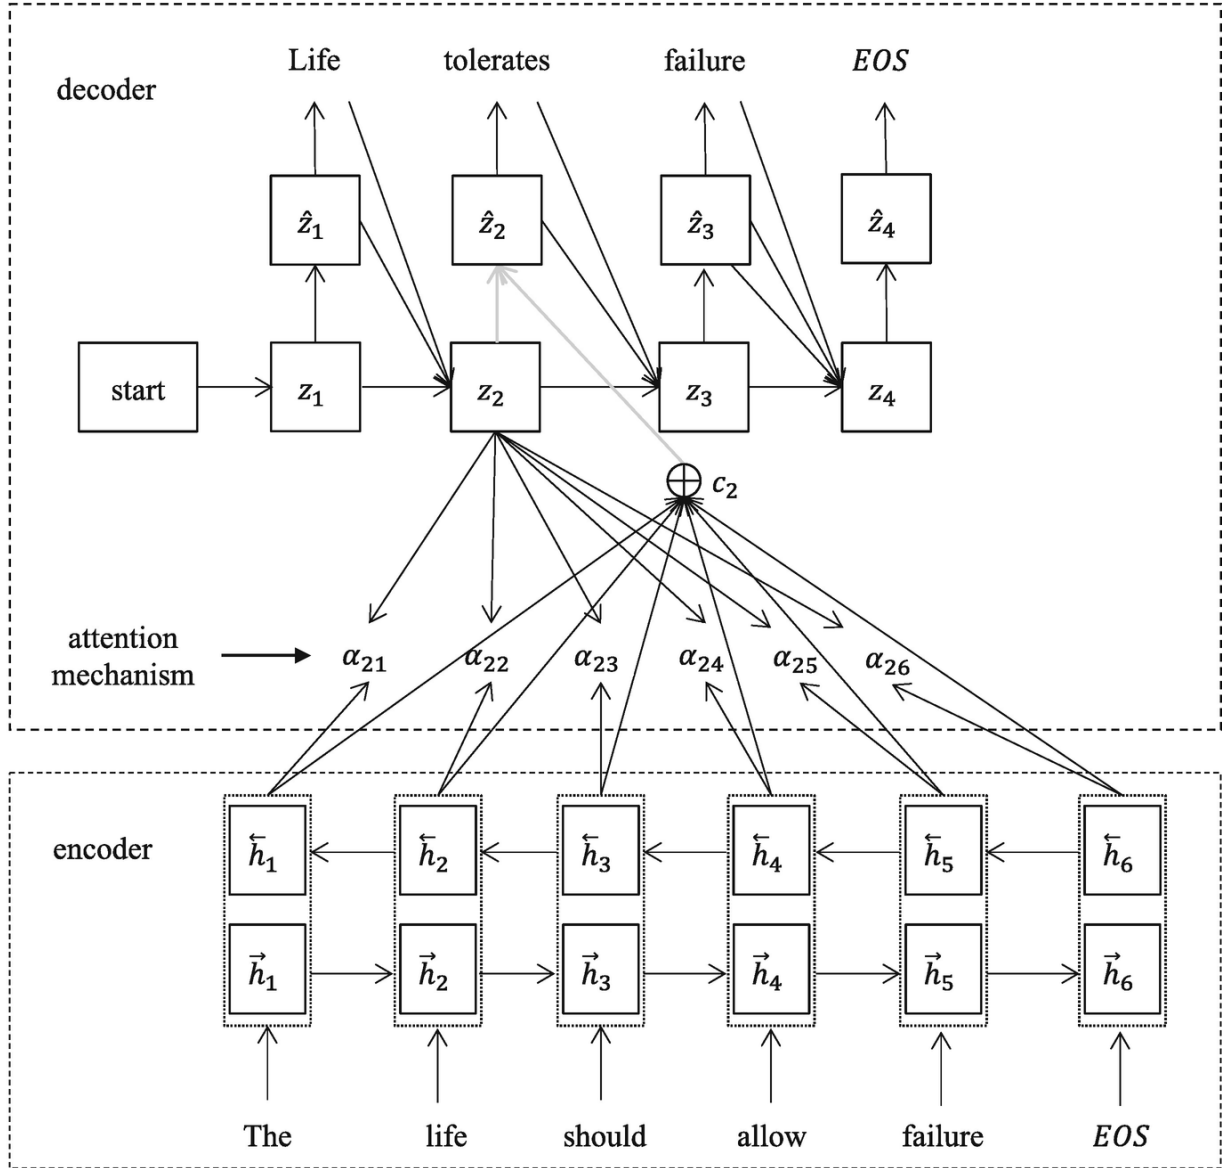 Life tolerates failure EOS
decoder
ẑ₁ ẑ₂ ẑ₃ ẑ₄
start z₁ z₂ z₃ z₄
c₂
attention
mechanism
α₂₁ α₂₂ α₂₃ α₂₄ α₂₅ α₂₆
encoder
h⃖₁ h⃖₂ h⃖₃ h⃖₄ h⃖₅ h⃖₆
h⃗₁ h⃗₂ h⃗₃ h⃗₄ h⃗₅ h⃗₆
The life should allow failure EOS